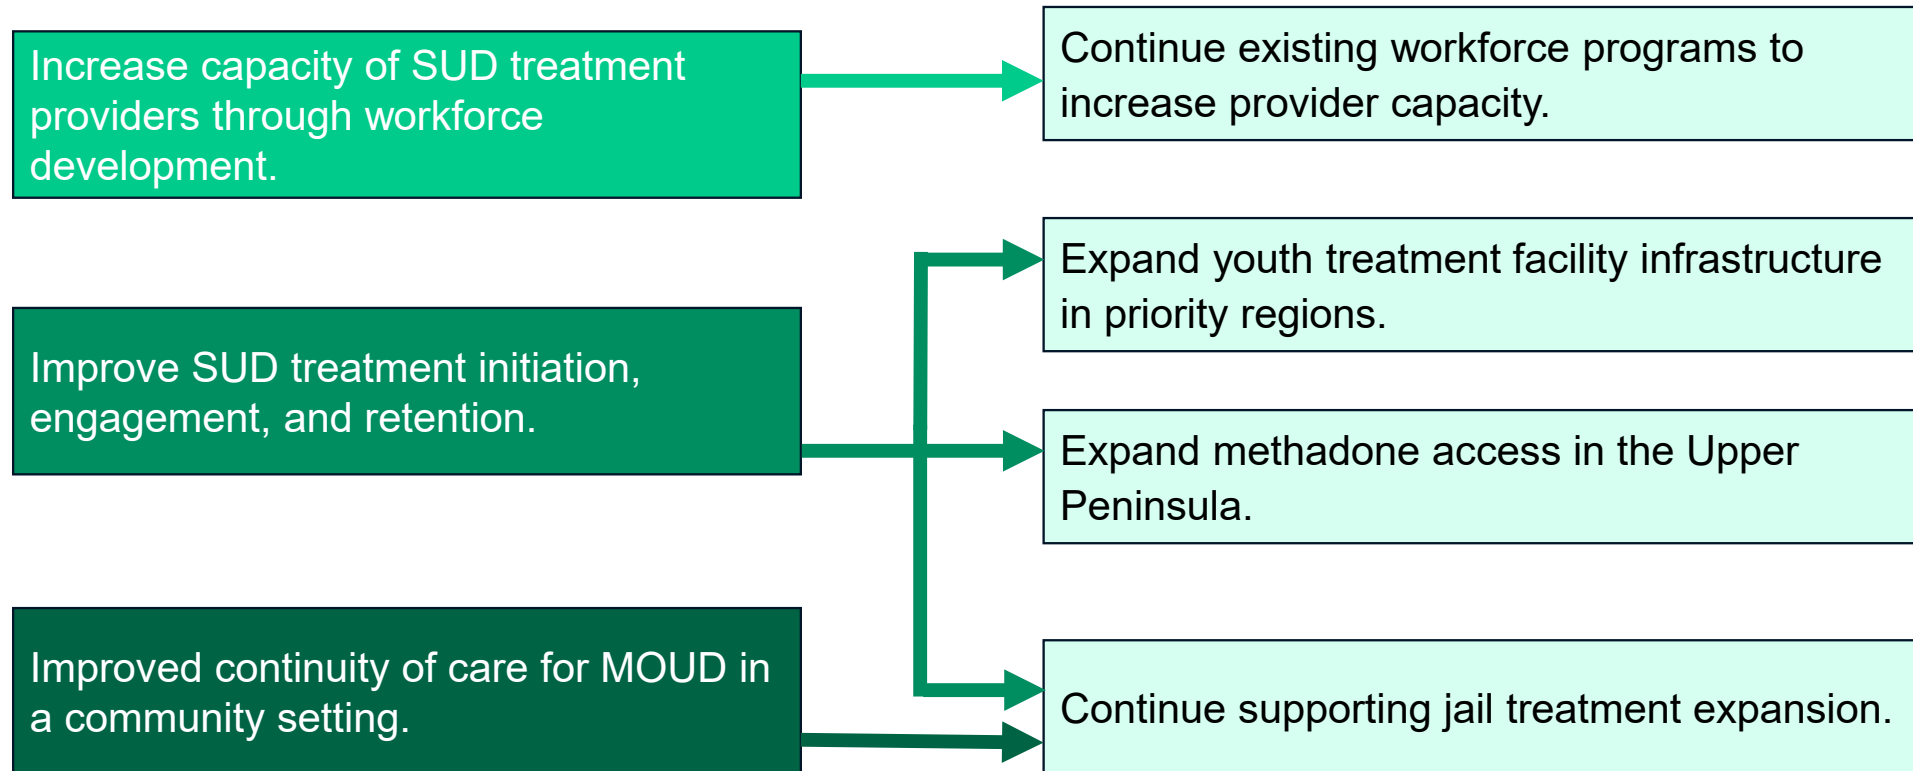 Increase capacity of SUD treatment
providers through workforce
development.
Continue existing workforce programs to
increase provider capacity.
Improve SUD treatment initiation,
engagement, and retention.
Expand youth treatment facility infrastructure
in priority regions.
Expand methadone access in the Upper
Peninsula.
Improved continuity of care for MOUD in
a community setting.
Continue supporting jail treatment expansion.